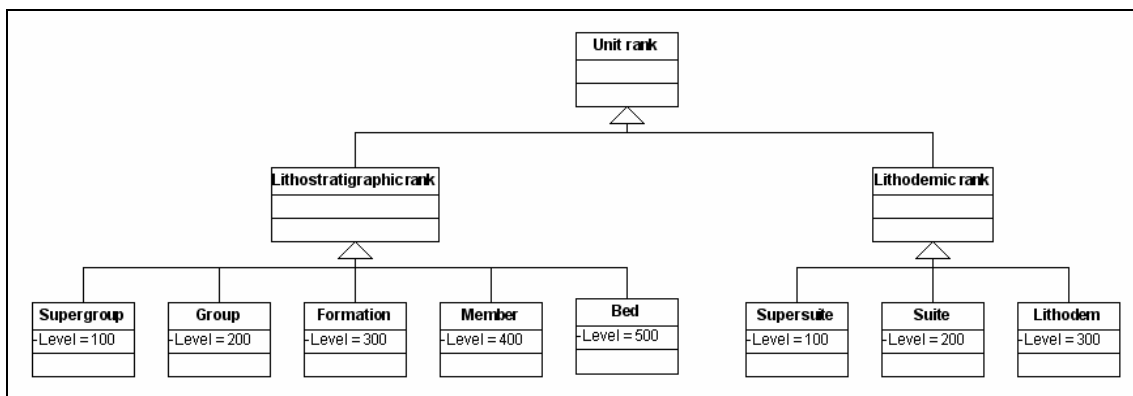 Unit rank
Lithostratigraphic rank
Lithodemic rank
Supergroup
-Level = 100
Group
-Level = 200
Formation
-Level = 300
Member
-Level = 400
Bed
-Level = 500
Supersuite
-Level = 100
Suite
-Level = 200
Lithodem
-Level = 300